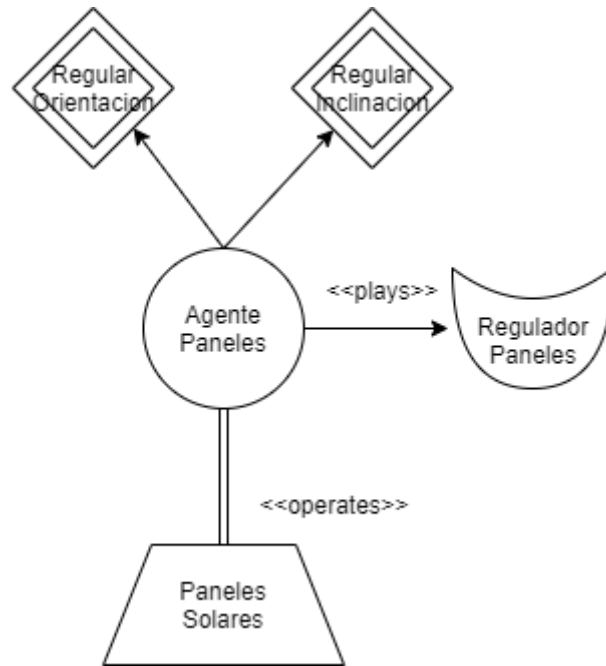 Regular
Orientacion
Regular
Inclinacion
<<plays>>
Agente
Paneles
Regulador
Paneles
<<operates>>
Paneles
Solares